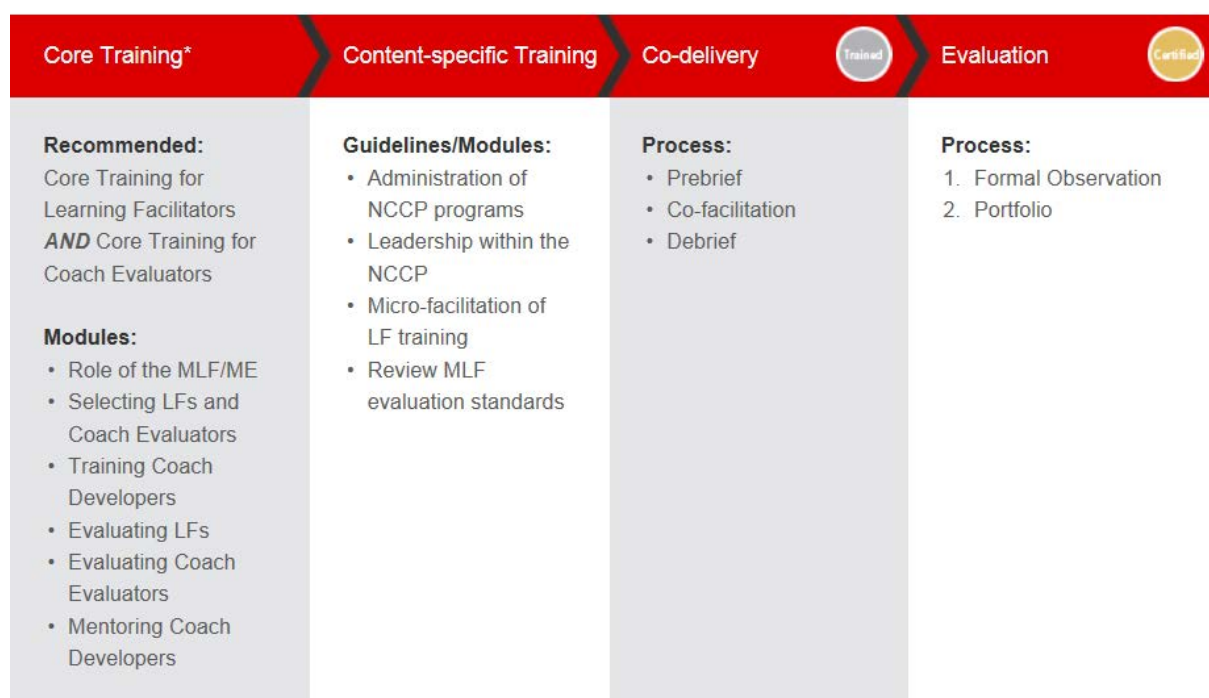 Core Training*
Content-specific Training
Co-delivery
Trained
Evaluation
Certified
Recommended:
Core Training for
Learning Facilitators
AND Core Training for
Coach Evaluators
Modules:
• Role of the MLF/ME
• Selecting LFs and
Coach Evaluators
• Training Coach
Developers
• Evaluating LFs
• Evaluating Coach
Evaluators
• Mentoring Coach
Developers
Guidelines/Modules:
• Administration of
NCCP programs
• Leadership within the
NCCP
• Micro-facilitation of
LF training
• Review MLF
evaluation standards
Process:
• Prebrief
• Co-facilitation
• Debrief
Process:
1. Formal Observation
2. Portfolio